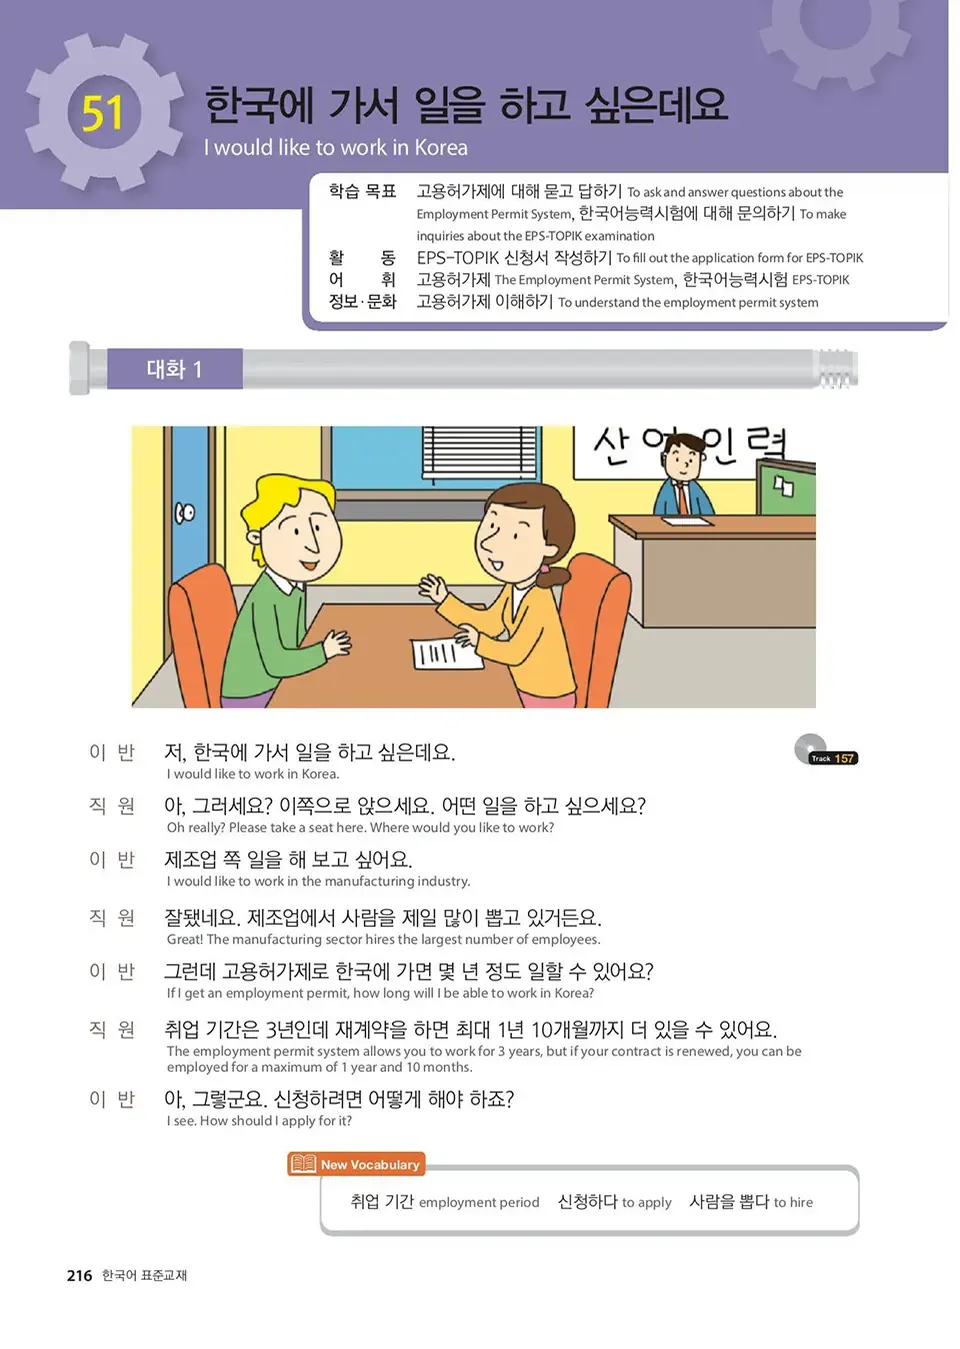 51
한국에 가서 일을 하고 싶은데요
I would like to work in Korea
학습 목표 고용허가제에 대해 묻고 답하기 To ask and answer questions about the
Employment Permit System, 한국어능력시험에 대해 문의하기 To make
inquiries about the EPS-TOPIK examination
활 동 EPS-TOPIK 신청서 작성하기 To fill out the application form for EPS-TOPIK
어 휘 고용허가제 The Employment Permit System, 한국어능력시험 EPS-TOPIK
정보·문화 고용허가제 이해하기 To understand the employment permit system
대화 1
산업인력
이 반 저, 한국에 가서 일을 하고 싶은데요.
Track 157
I would like to work in Korea.
직 원 아, 그러세요? 이쪽으로 앉으세요. 어떤 일을 하고 싶으세요?
Oh really? Please take a seat here. Where would you like to work?
이 반 제조업 쪽 일을 해 보고 싶어요.
I would like to work in the manufacturing industry.
직 원 잘됐네요. 제조업에서 사람을 제일 많이 뽑고 있거든요.
Great! The manufacturing sector hires the largest number of employees.
이 반 그런데 고용허가제로 한국에 가면 몇 년 정도 일할 수 있어요?
If I get an employment permit, how long will I be able to work in Korea?
직 원 취업 기간은 3년인데 재계약을 하면 최대 1년 10개월까지 더 있을 수 있어요.
The employment permit system allows you to work for 3 years, but if your contract is renewed, you can be
employed for a maximum of 1 year and 10 months.
이 반 아, 그렇군요. 신청하려면 어떻게 해야 하죠?
I see. How should I apply for it?
New Vocabulary
취업 기간 employment period 신청하다 to apply 사람을 뽑다 to hire
216 한국어 표준교재